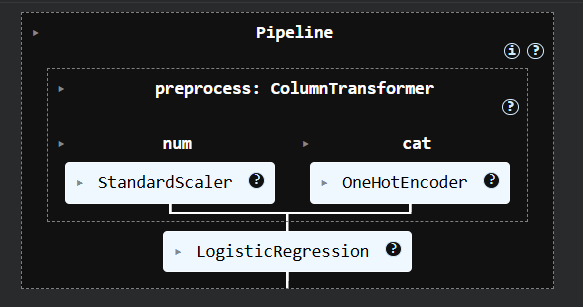 Pipeline
i ?
preprocess: ColumnTransformer
?
num cat
StandardScaler ? OneHotEncoder ?
LogisticRegression ?